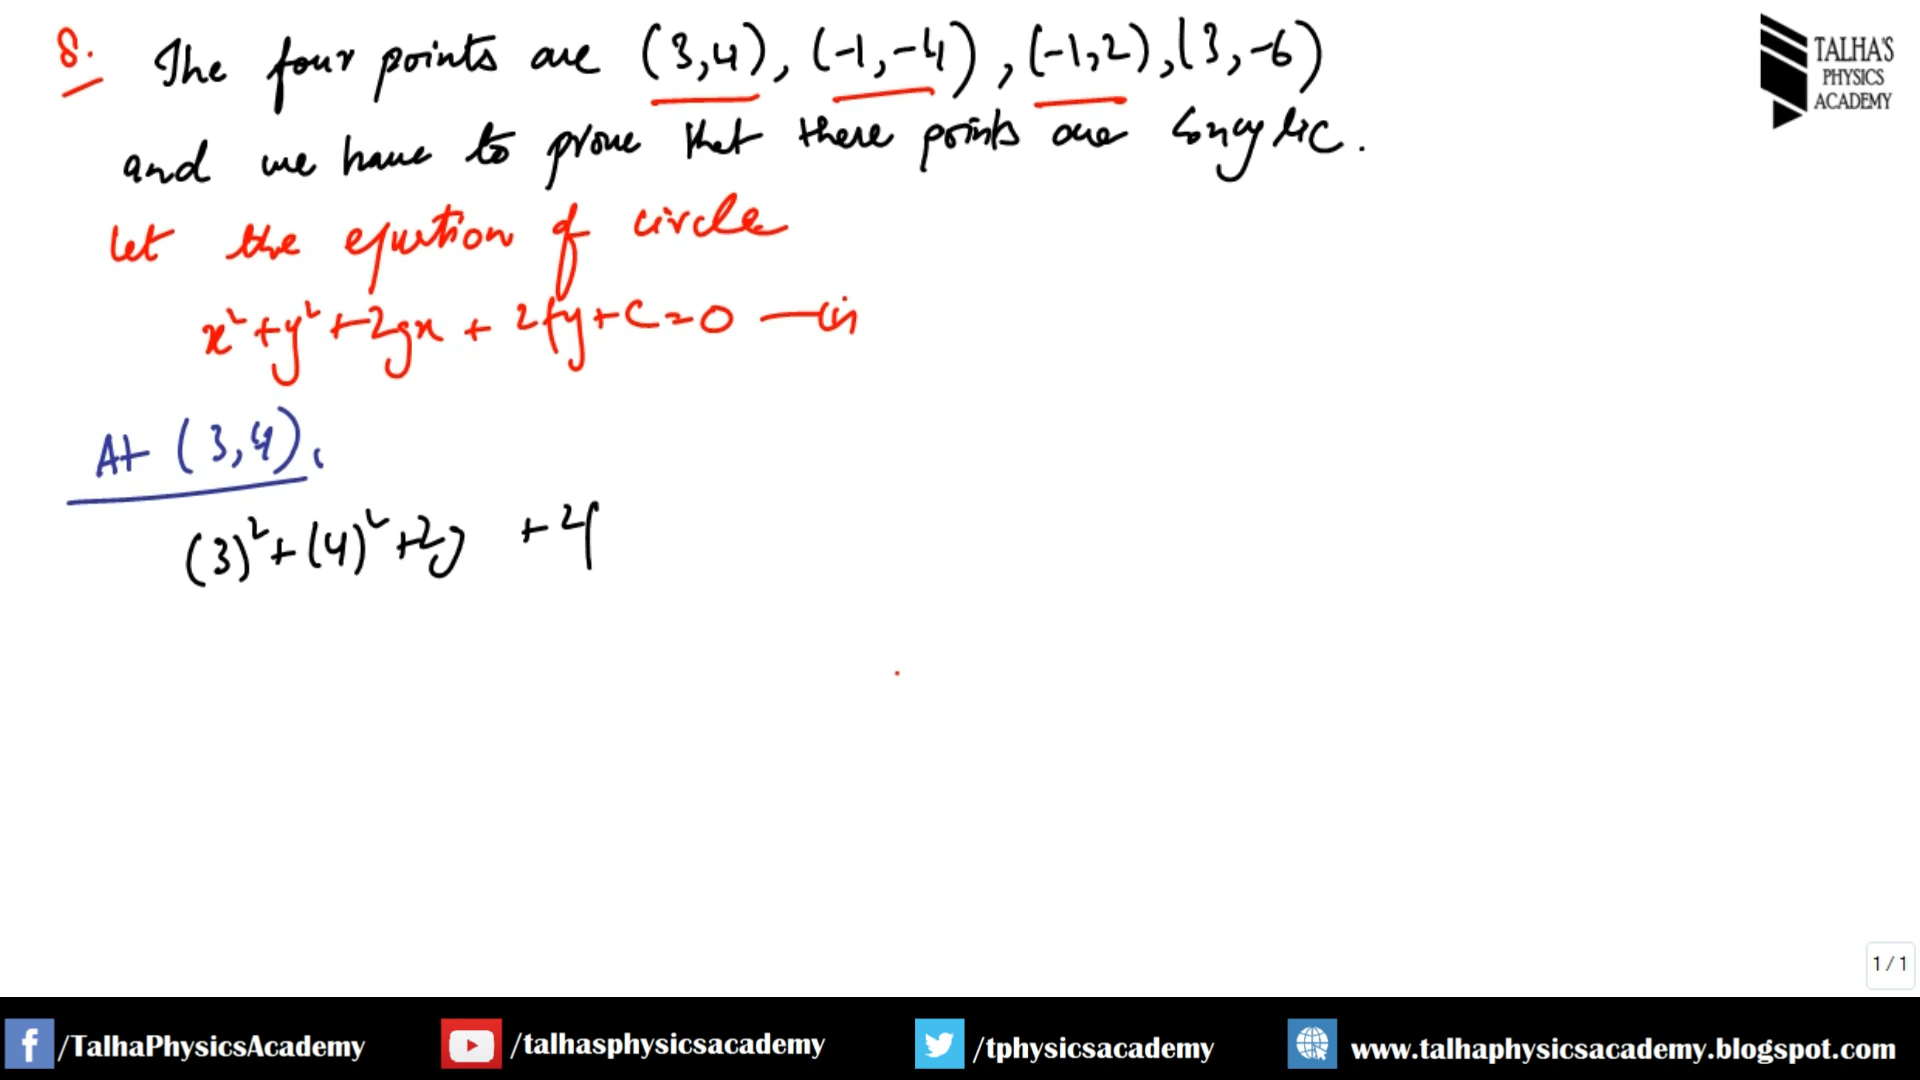 8. The four points are (3,4), (-1,-4), (-1,2), (3,-6)
and we have to prove that these points are concyclic.
let the equation of circle
x²+y²+2gx+2fy+c=0 —(i)
At (3,4),
(3)²+(4)²+2g +2f
TALHA'S
PHYSICS
ACADEMY
1 / 1
/TalhaPhysicsAcademy /talhasphysicsacademy /tphysicsacademy www.talhaphysicsacademy.blogspot.com